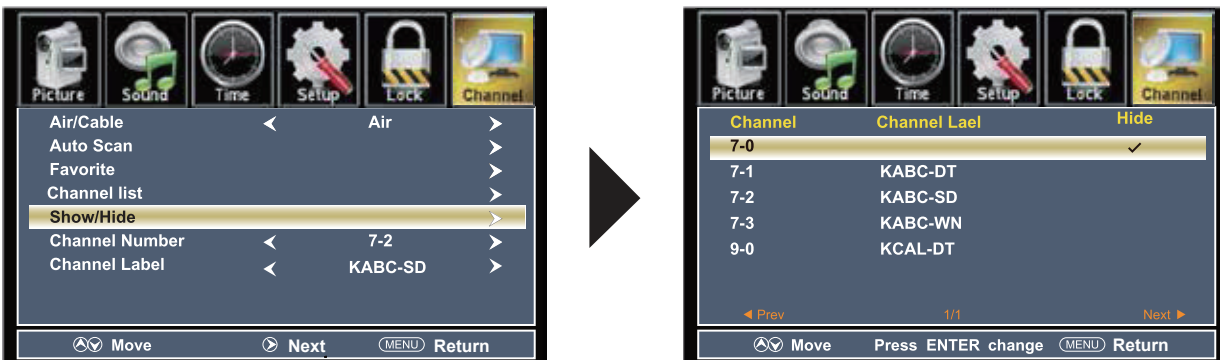 Picture Sound Time Setup Lock Channel
Air/Cable Air
Auto Scan
Favorite
Channel list
Show/Hide
Channel Number 7-2
Channel Label KABC-SD
Move Next MENU Return
Picture Sound Time Setup Lock Channel
Channel Channel Lael Hide
7-0 ✓
7-1 KABC-DT
7-2 KABC-SD
7-3 KABC-WN
9-0 KCAL-DT
Prev 1/1 Next
Move Press ENTER change MENU Return